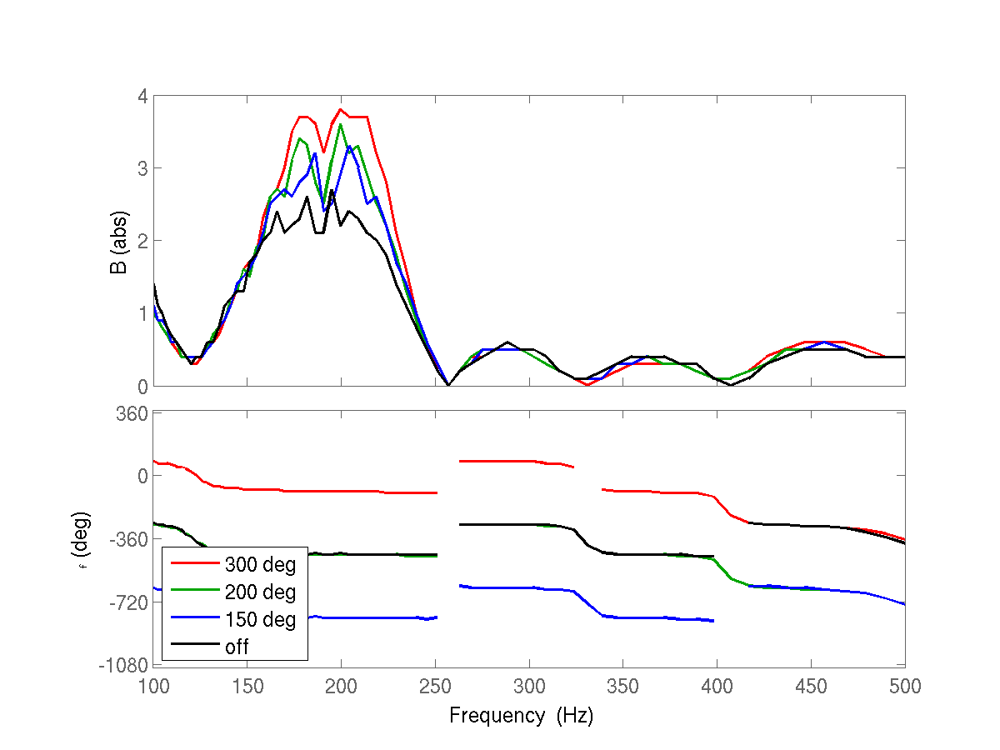 4
3
2
1
0
B (abs)
360
0
-360
-720
-1080
f (deg)
300 deg
200 deg
150 deg
off
100 150 200 250 300 350 400 450 500
Frequency (Hz)